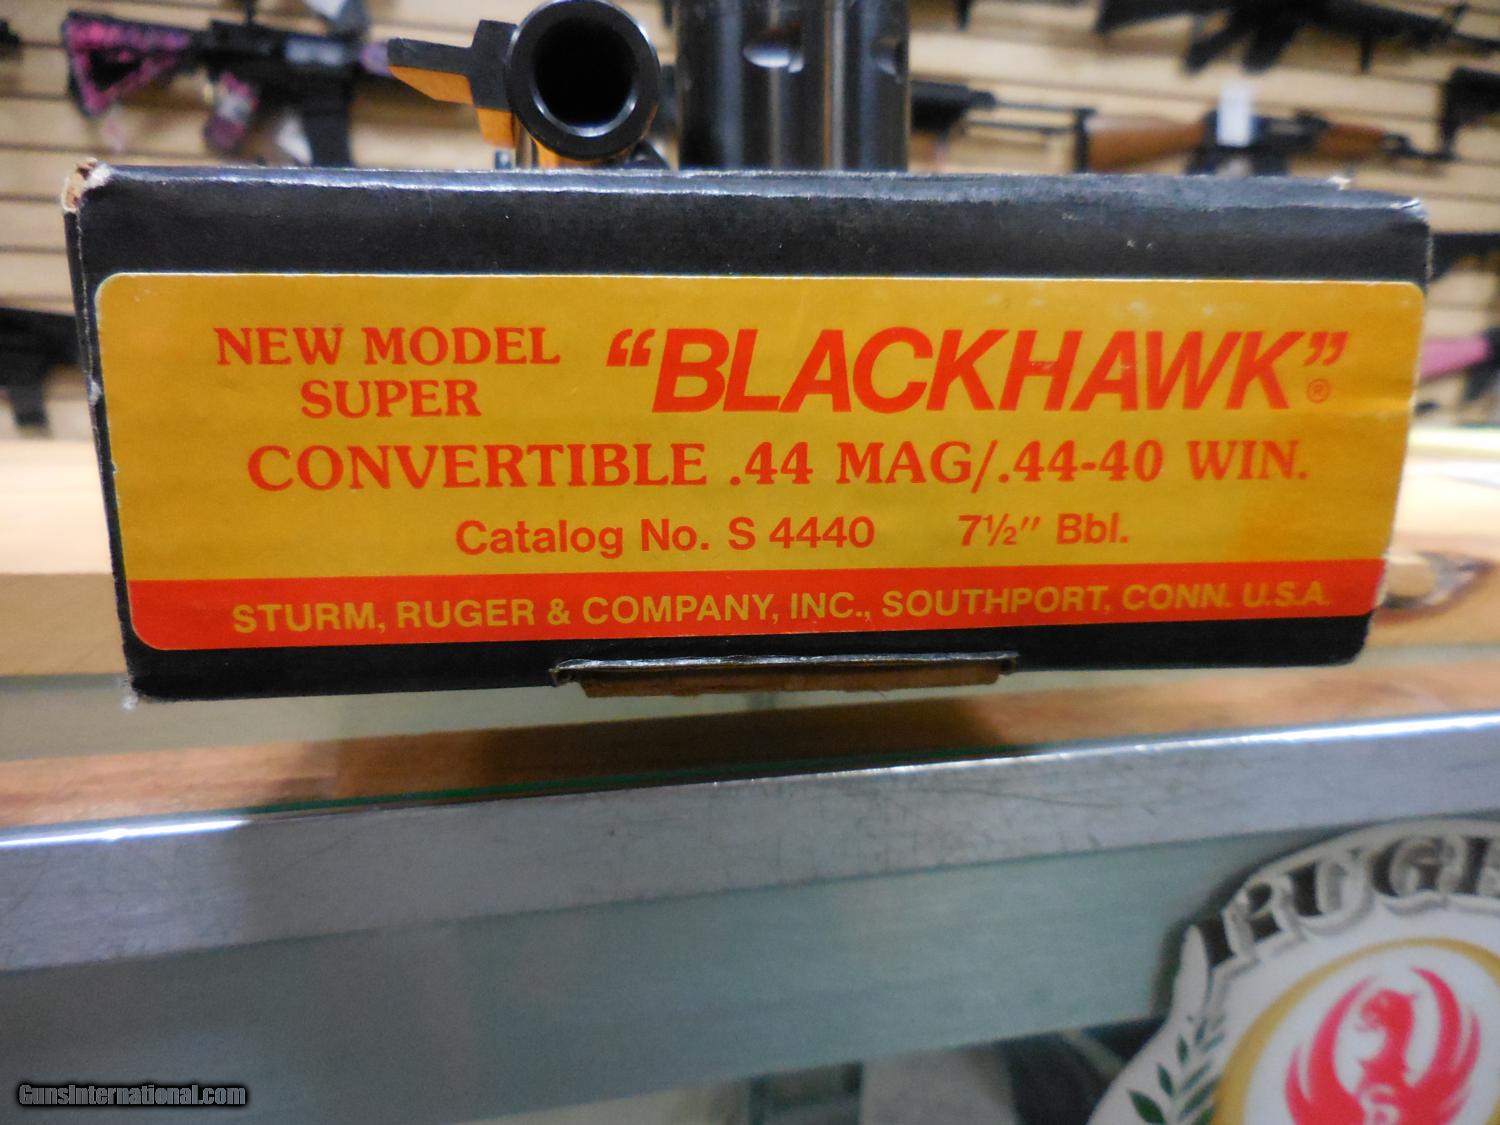 NEW MODEL “BLACKHAWK”®
SUPER
CONVERTIBLE .44 MAG/.44-40 WIN.
Catalog No. S 4440 7½″ Bbl.
STURM, RUGER & COMPANY, INC., SOUTHPORT, CONN. U.S.A.
RUGER
GunsInternational.com